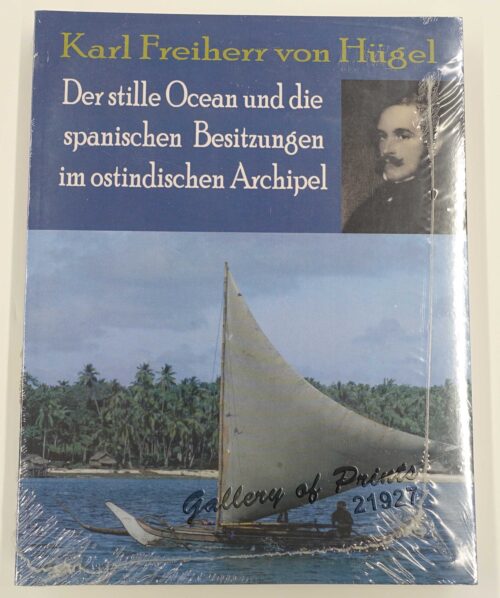 Karl Freiherr von Hügel
Der stille Ocean und die
spanischen Besitzungen
im ostindischen Archipel
Gallery of Prints
21927